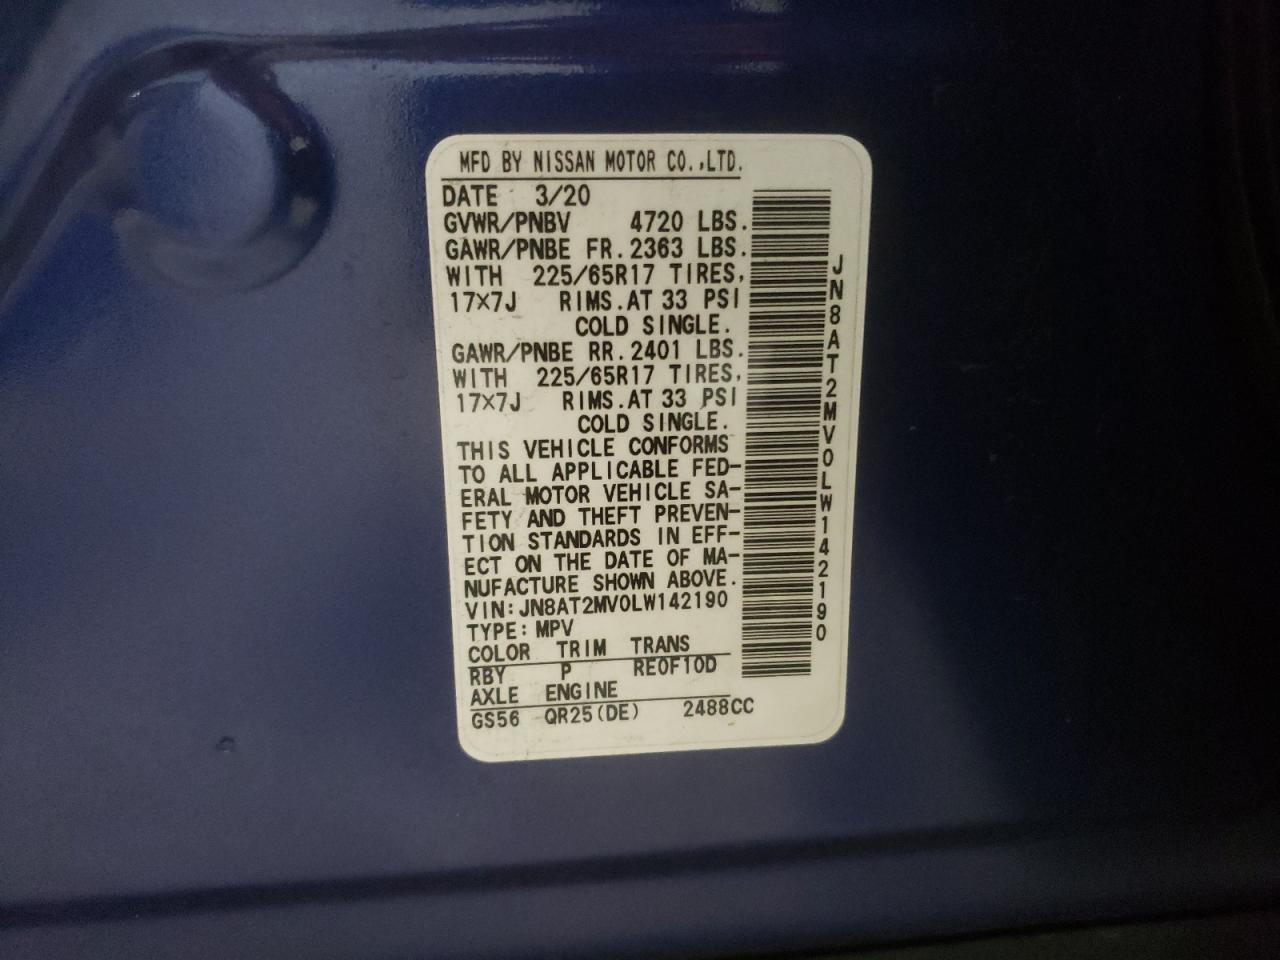 MFD BY NISSAN MOTOR CO.,LTD.
DATE 3/20
GVWR/PNBV 4720 LBS.
GAWR/PNBE FR.2363 LBS.
WITH 225/65R17 TIRES,
17×7J RIMS.AT 33 PSI
COLD SINGLE.
GAWR/PNBE RR.2401 LBS.
WITH 225/65R17 TIRES,
17×7J RIMS.AT 33 PSI
COLD SINGLE.
THIS VEHICLE CONFORMS
TO ALL APPLICABLE FED-
ERAL MOTOR VEHICLE SA-
FETY AND THEFT PREVEN-
TION STANDARDS IN EFF-
ECT ON THE DATE OF MA-
NUFACTURE SHOWN ABOVE.
VIN:JN8AT2MV0LW142190
TYPE:MPV
COLOR TRIM TRANS
RBY P RE0F10D
AXLE ENGINE
GS56 QR25(DE) 2488CC
JN8AT2MV0LW142190